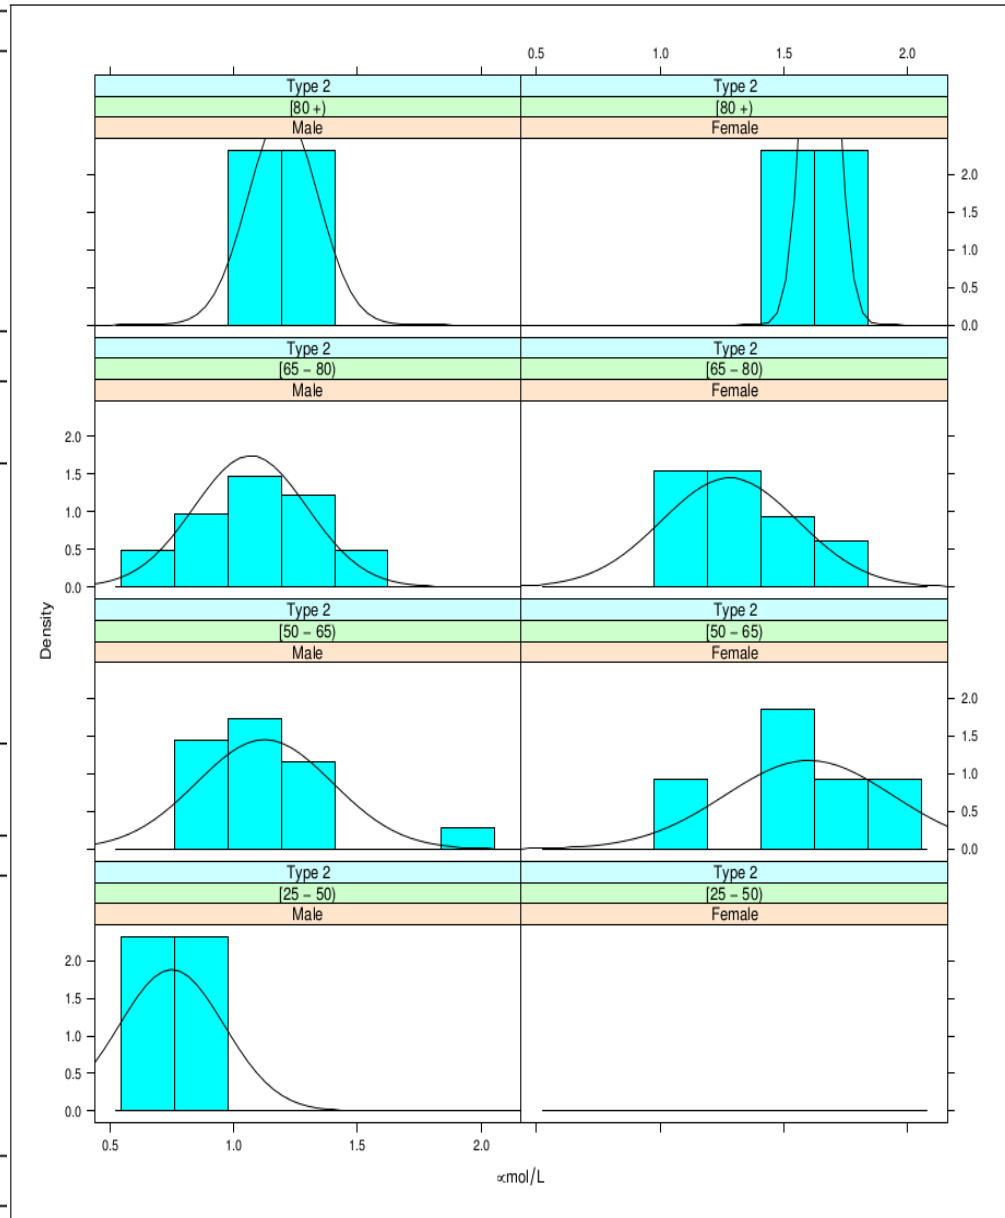 0.5 1.0 1.5 2.0
Type 2 Type 2
[80 +) [80 +)
Male Female
2.0
1.5
1.0
0.5
0.0
Type 2 Type 2
[65 − 80) [65 − 80)
Male Female
2.0
1.5
1.0
0.5
0.0
Density
Type 2 Type 2
[50 − 65) [50 − 65)
Male Female
2.0
1.5
1.0
0.5
0.0
Type 2 Type 2
[25 − 50) [25 − 50)
Male Female
2.0
1.5
1.0
0.5
0.0
0.5 1.0 1.5 2.0
∝mol/L